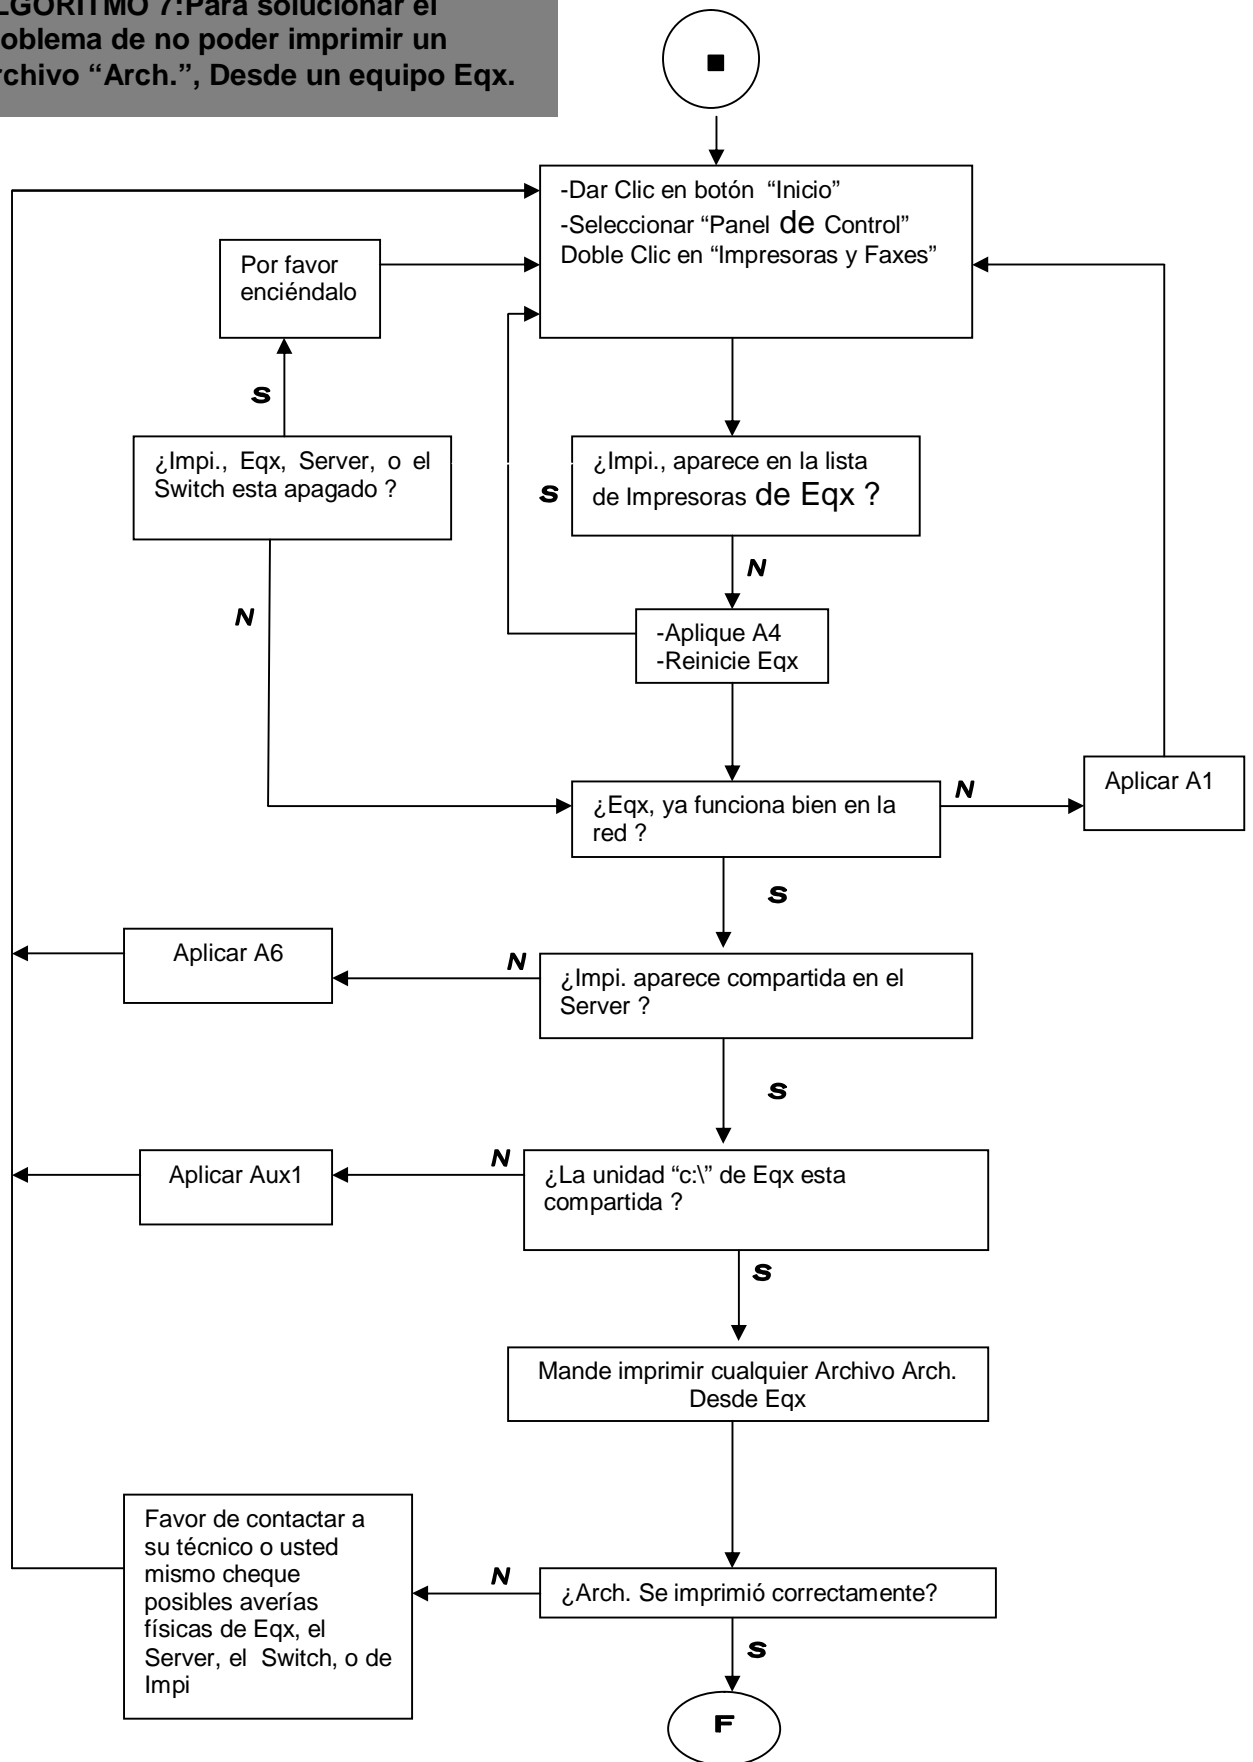 LGORITMO 7:Para solucionar el
oblema de no poder imprimir un
rchivo “Arch.”, Desde un equipo Eqx.
-Dar Clic en botón “Inicio”
-Seleccionar “Panel de Control”
Doble Clic en “Impresoras y Faxes”
Por favor
enciéndalo
S
¿Impi., Eqx, Server, o el
Switch esta apagado ?
¿Impi., aparece en la lista
de Impresoras de Eqx ?
S
N
N
-Aplique A4
-Reinicie Eqx
¿Eqx, ya funciona bien en la
red ?
N
Aplicar A1
S
Aplicar A6
N
¿Impi. aparece compartida en el
Server ?
S
Aplicar Aux1
N
¿La unidad “c:\” de Eqx esta
compartida ?
S
Mande imprimir cualquier Archivo Arch.
Desde Eqx
Favor de contactar a
su técnico o usted
mismo cheque
posibles averías
físicas de Eqx, el
Server, el Switch, o de
Impi
N
¿Arch. Se imprimió correctamente?
S
F